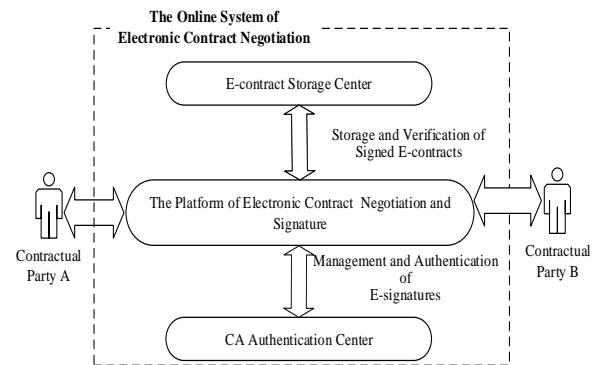 The Online System of
Electronic Contract Negotiation
E-contract Storage Center
Storage and Verification of
Signed E-contracts
The Platform of Electronic Contract Negotiation and
Signature
Contractual
Party A
Contractual
Party B
Management and Authentication
of
E-signatures
CA Authentication Center